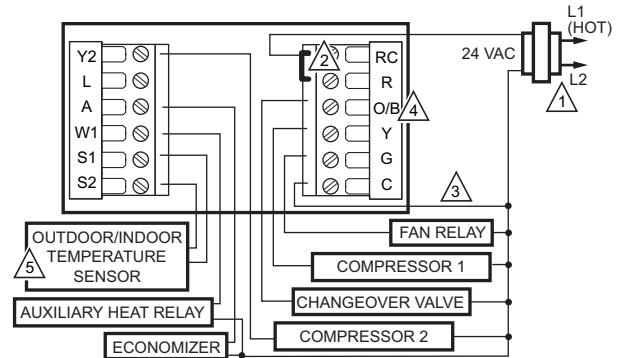 L1
(HOT)
24 VAC
L2
1
Y2
L
A
W1
S1
S2
2
RC
R
O/B
4
Y
G
C
3
OUTDOOR/INDOOR
TEMPERATURE
SENSOR
5
FAN RELAY
COMPRESSOR 1
CHANGEOVER VALVE
AUXILIARY HEAT RELAY
COMPRESSOR 2
ECONOMIZER